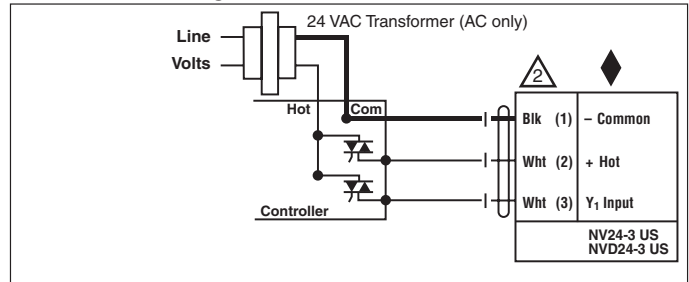 24 VAC Transformer (AC only)
Line
Volts
2
Hot Com
Blk (1) – Common
Wht (2) + Hot
Wht (3) Y1 Input
Controller
NV24-3 US
NVD24-3 US